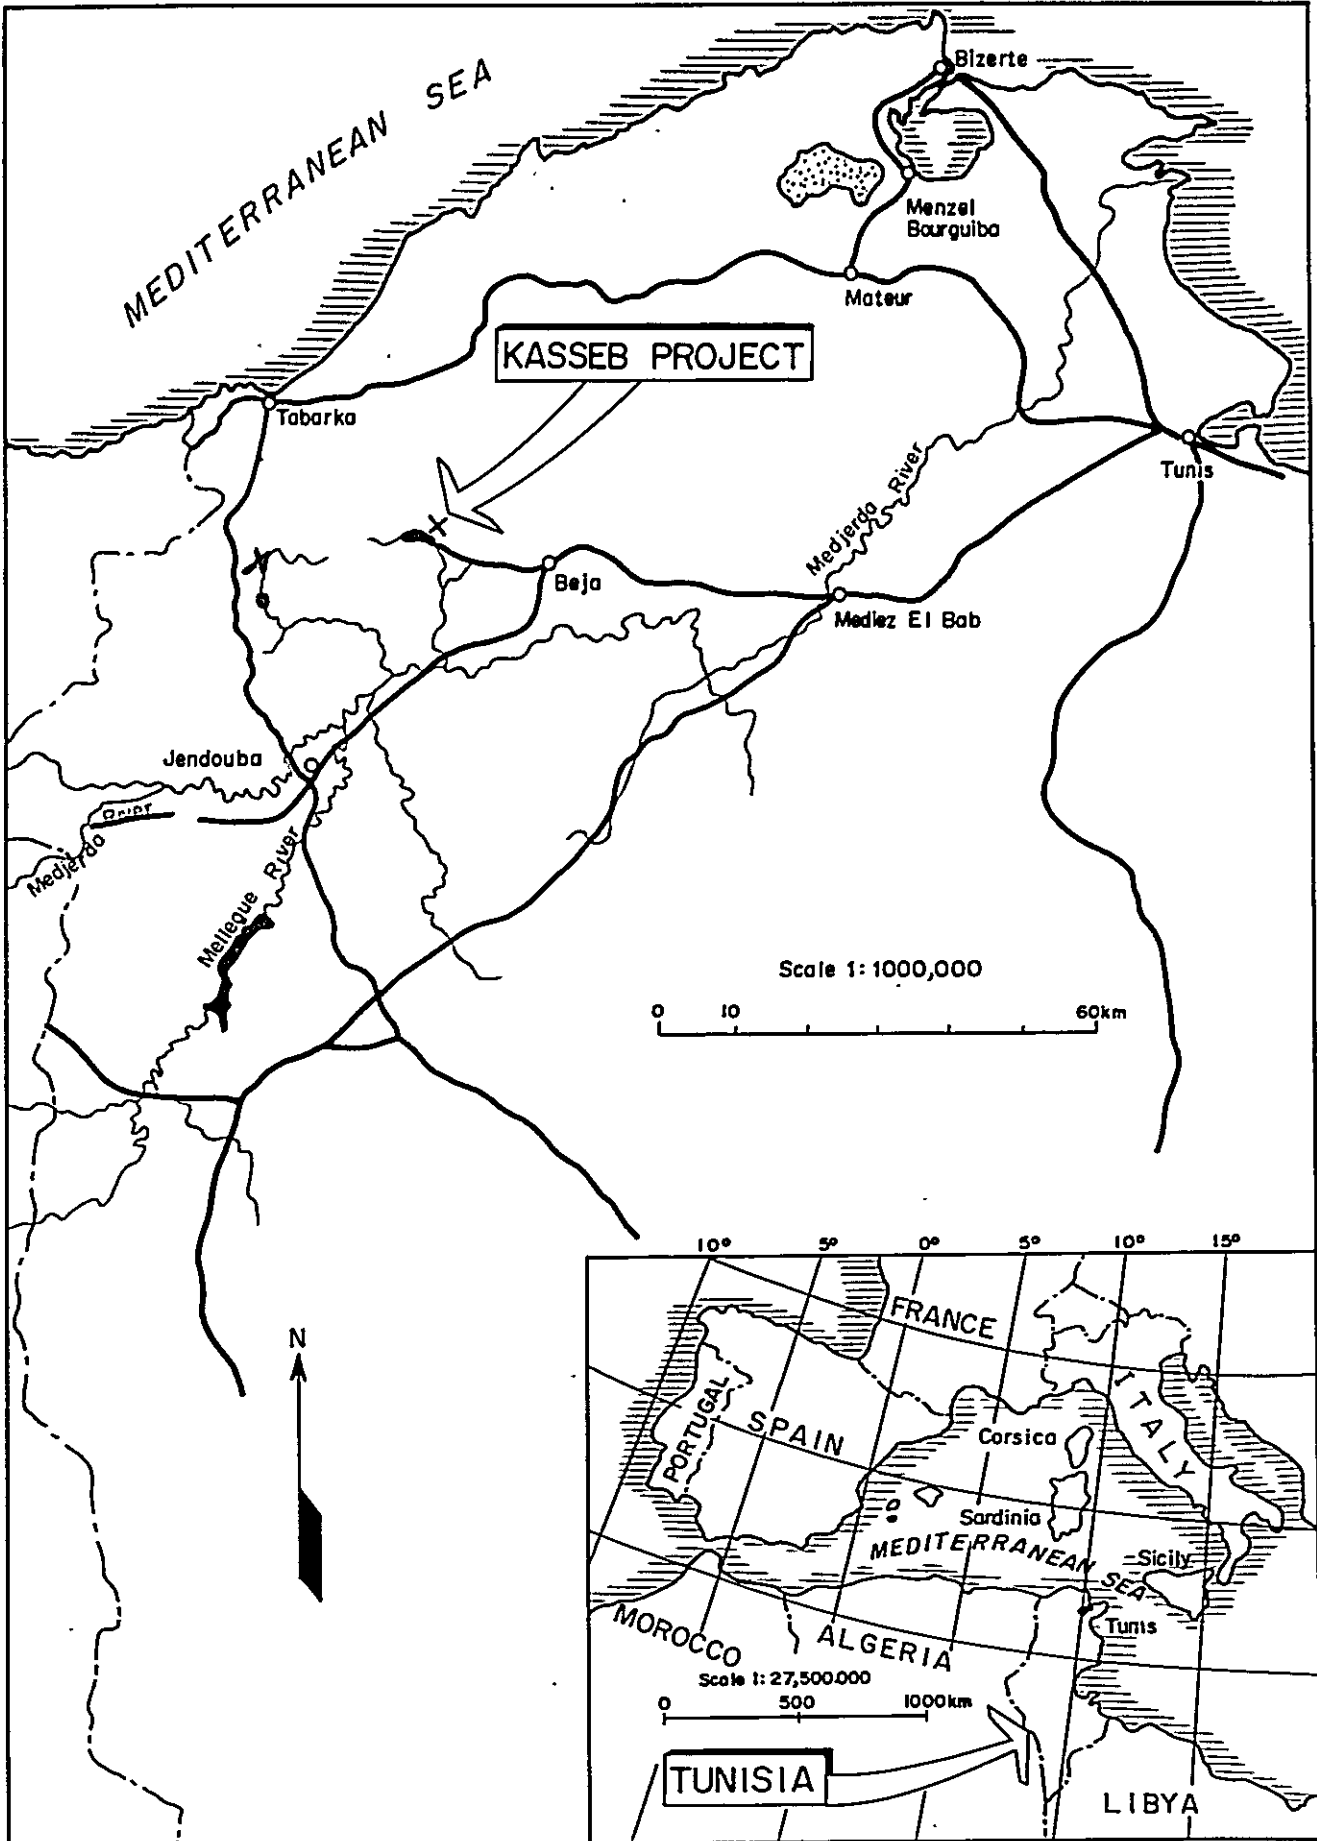 MEDITERRANEAN SEA
Bizerte
Menzel
Bourguiba
Mateur
KASSEB PROJECT
Tabarka
Tunis
Medjerda River
Beja
Mediez El Bab
Jendouba
Medjerda
Mellegue River
Scale 1:1000,000
0 10 60km
N
10° 5° 0° 5° 10° 15°
FRANCE
ITALY
PORTUGAL
SPAIN
Corsica
Sardinia
MEDITERRANEAN SEA
Sicily
Tunis
MOROCCO
ALGERIA
Scale 1:27,500.000
0 500 1000km
TUNISIA
LIBYA